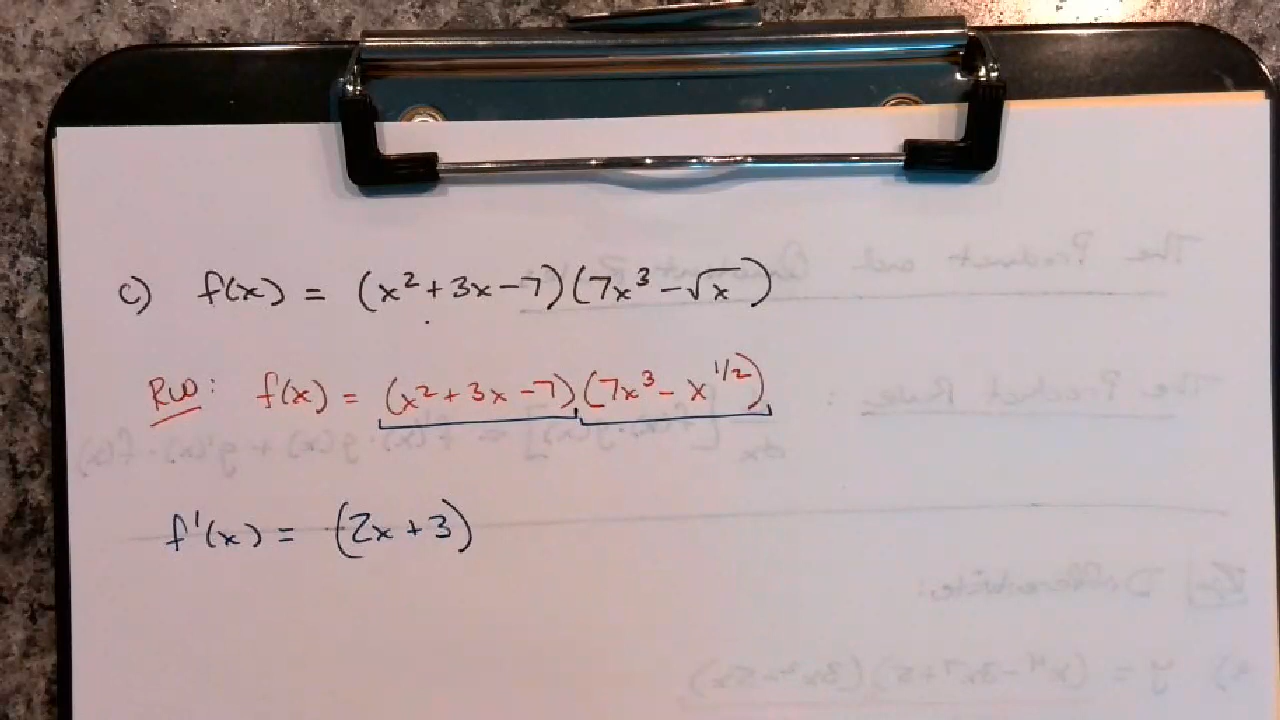 c) f(x) = (x² + 3x - 7)(7x³ - √x)
RW: f(x) = (x² + 3x - 7)(7x³ - x^1/2)
f'(x) = (2x + 3)